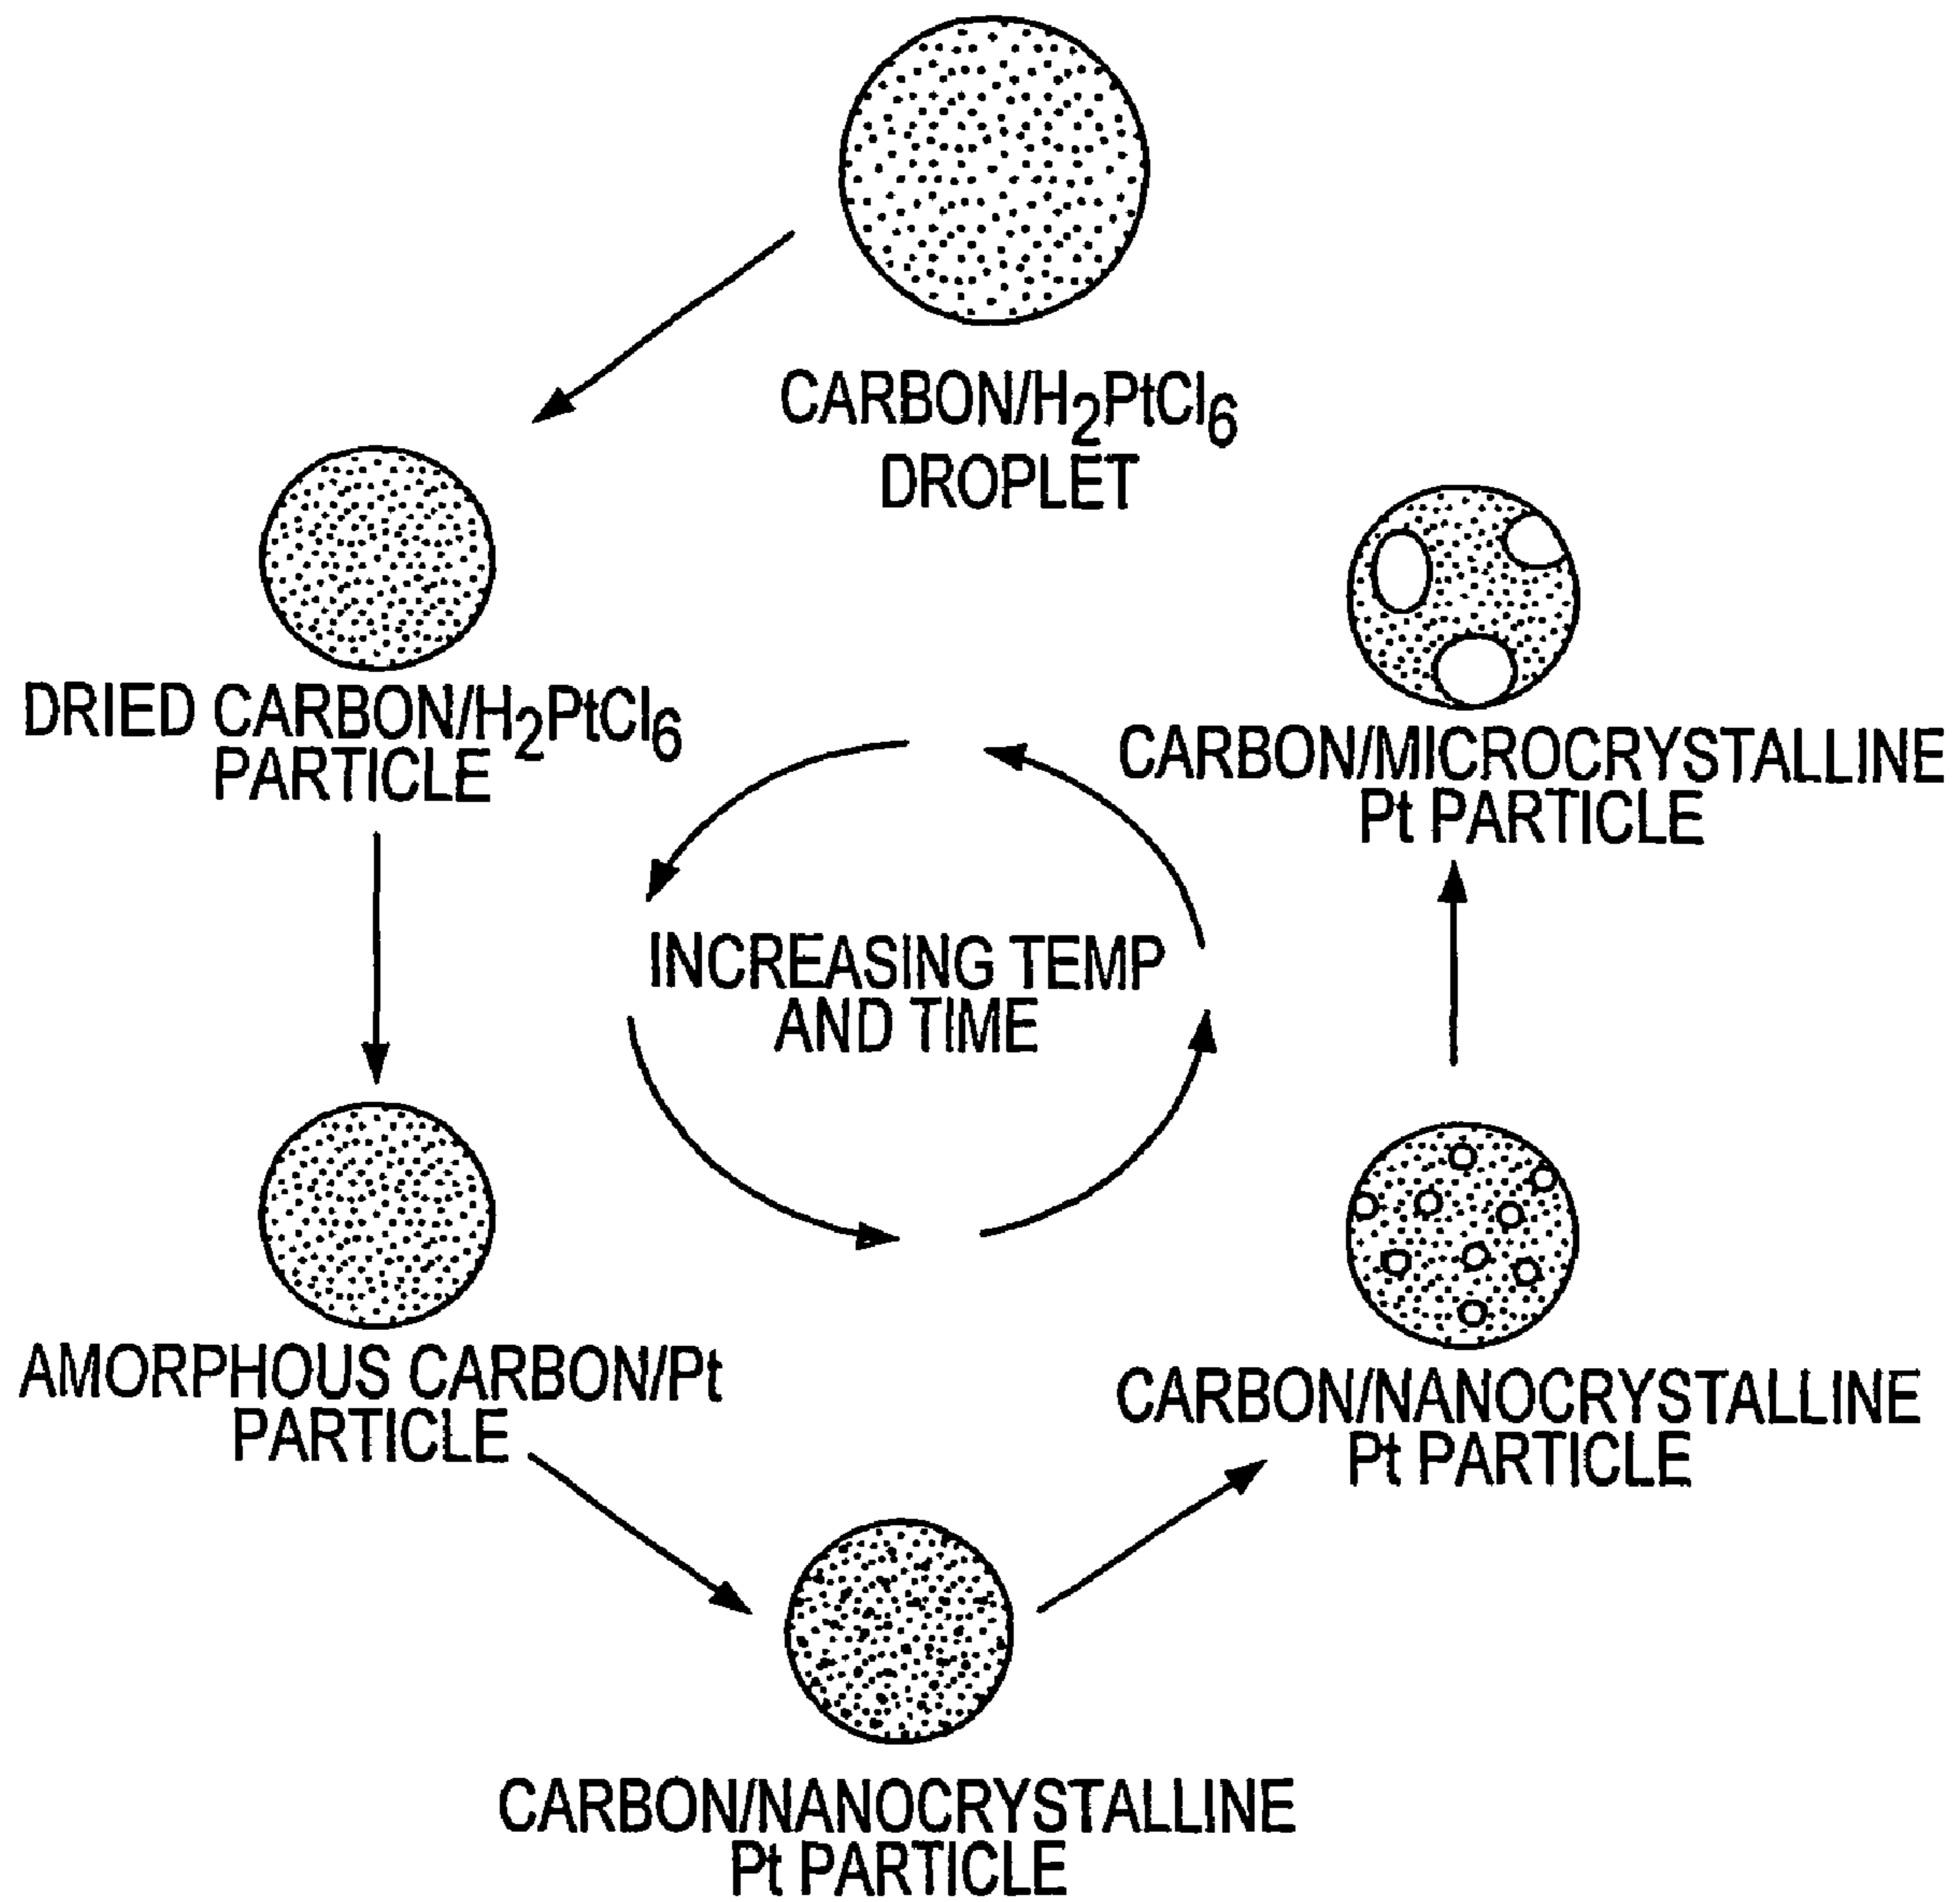 CARBON/H₂PtCl₆
DROPLET
DRIED CARBON/H₂PtCl₆
PARTICLE
CARBON/MICROCRYSTALLINE
Pt PARTICLE
INCREASING TEMP
AND TIME
AMORPHOUS CARBON/Pt
PARTICLE
CARBON/NANOCRYSTALLINE
Pt PARTICLE
CARBON/NANOCRYSTALLINE
Pt PARTICLE